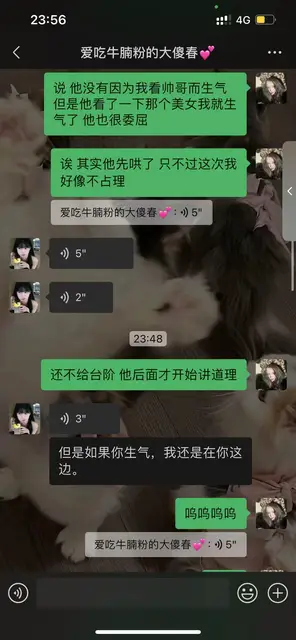 23:56
4G
爱吃牛腩粉的大傻春💕
说 他没有因为我看帅哥而生气
但是他看了一下那个美女我就生
气了 他也很委屈
诶 其实他先哄了 只不过这次我
好像不占理
爱吃牛腩粉的大傻春💕：5"
5"
2"
23:48
还不给台阶 他后面才开始讲道理
3"
但是如果你生气，我还是在你这
边。
呜呜呜呜
爱吃牛腩粉的大傻春💕：5"